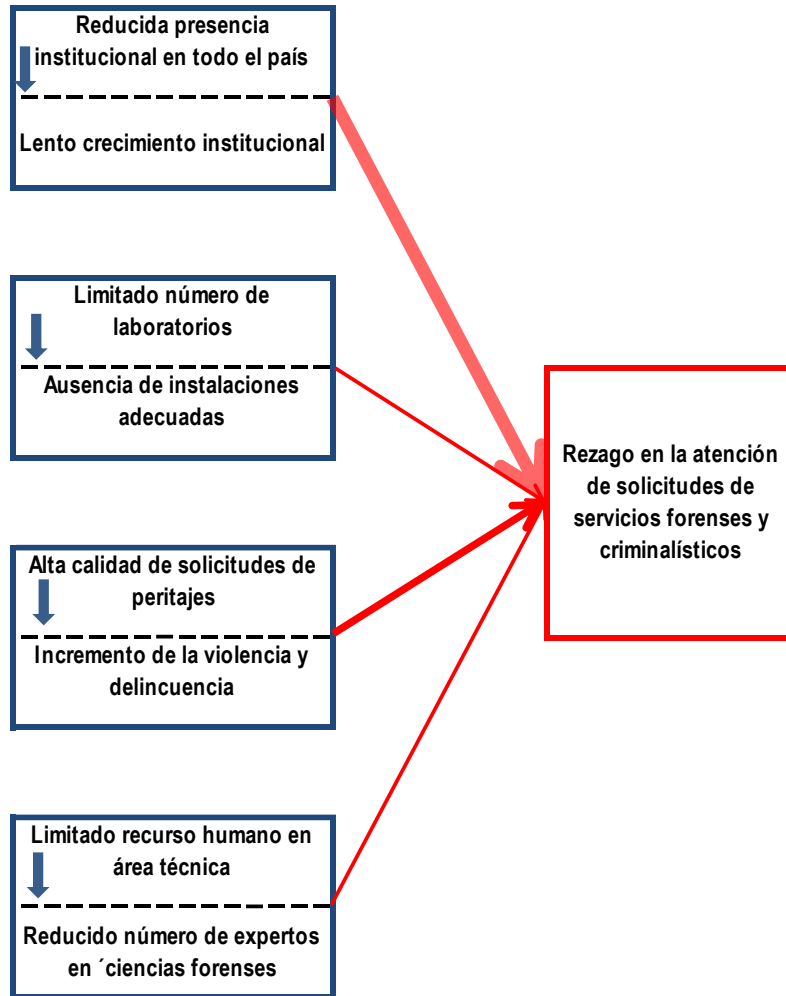 Reducida presencia
institucional en todo el país
Lento crecimiento institucional
Limitado número de
laboratorios
Ausencia de instalaciones
adecuadas
Alta calidad de solicitudes de
peritajes
Incremento de la violencia y
delincuencia
Limitado recurso humano en
área técnica
Reducido número de expertos
en ´ciencias forenses
Rezago en la atención
de solicitudes de
servicios forenses y
criminalísticos